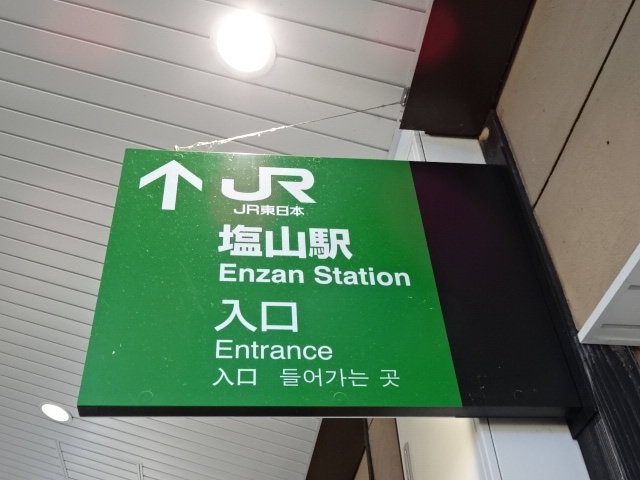 JR
JR東日本
塩山駅
Enzan Station
入口
Entrance
入口 들어가는 곳